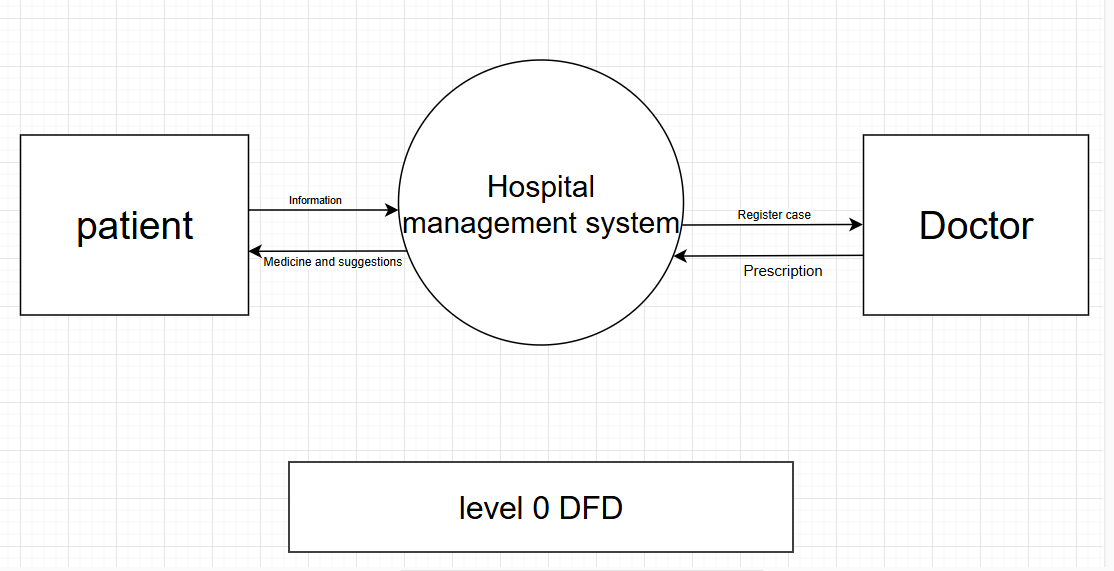 Hospital
management system
patient
Information
Medicine and suggestions
Register case
Prescription
Doctor
level 0 DFD